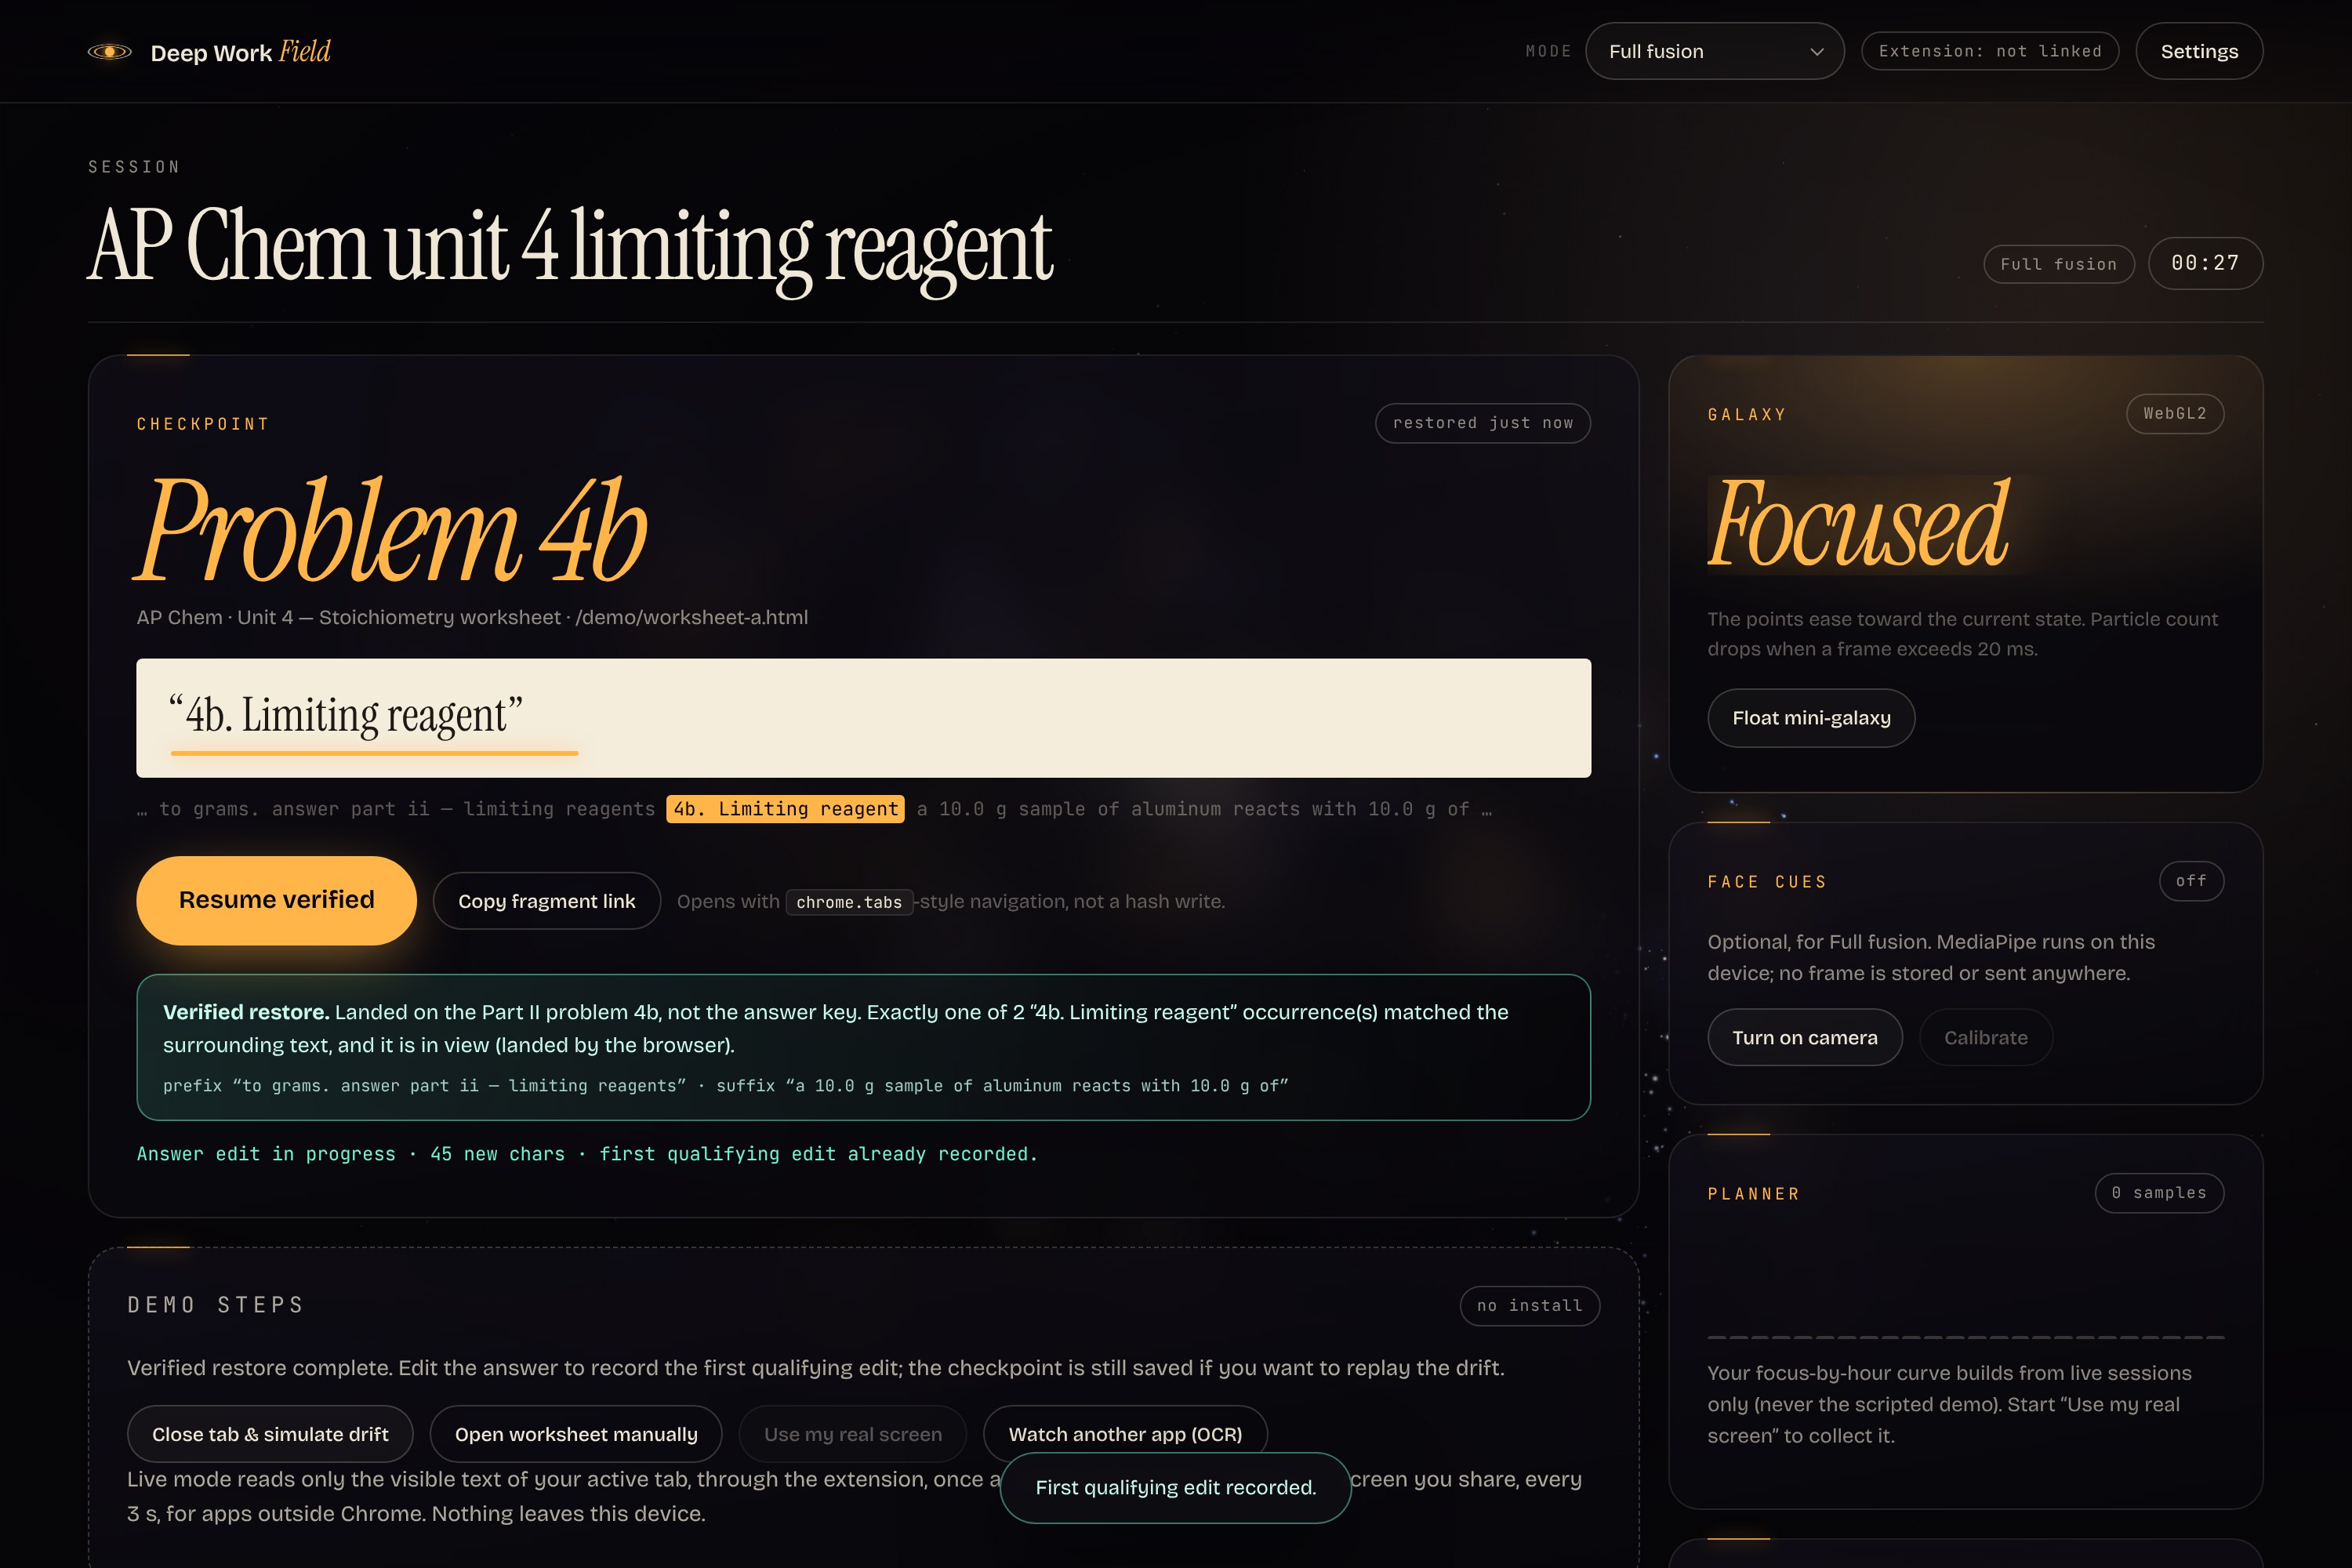 Deep Work Field
MODE
Full fusion
Extension: not linked
Settings
SESSION
AP Chem unit 4 limiting reagent
Full fusion
00:27
CHECKPOINT
restored just now
Problem 4b
AP Chem · Unit 4 — Stoichiometry worksheet · /demo/worksheet-a.html
“4b. Limiting reagent”
… to grams. answer part ii — limiting reagents 4b. Limiting reagent a 10.0 g sample of aluminum reacts with 10.0 g of …
Resume verified
Copy fragment link
Opens with chrome.tabs-style navigation, not a hash write.
Verified restore. Landed on the Part II problem 4b, not the answer key. Exactly one of 2 “4b. Limiting reagent” occurrence(s) matched the
surrounding text, and it is in view (landed by the browser).
prefix “to grams. answer part ii — limiting reagents” · suffix “a 10.0 g sample of aluminum reacts with 10.0 g of”
Answer edit in progress · 45 new chars · first qualifying edit already recorded.
DEMO STEPS
no install
Verified restore complete. Edit the answer to record the first qualifying edit; the checkpoint is still saved if you want to replay the drift.
Close tab & simulate drift
Open worksheet manually
Use my real screen
Watch another app (OCR)
Live mode reads only the visible text of your active tab, through the extension, once a
creen you share, every
3 s, for apps outside Chrome. Nothing leaves this device.
First qualifying edit recorded.
GALAXY
WebGL2
Focused
The points ease toward the current state. Particle count
drops when a frame exceeds 20 ms.
Float mini-galaxy
FACE CUES
off
Optional, for Full fusion. MediaPipe runs on this
device; no frame is stored or sent anywhere.
Turn on camera
Calibrate
PLANNER
0 samples
Your focus-by-hour curve builds from live sessions
only (never the scripted demo). Start “Use my real
screen” to collect it.